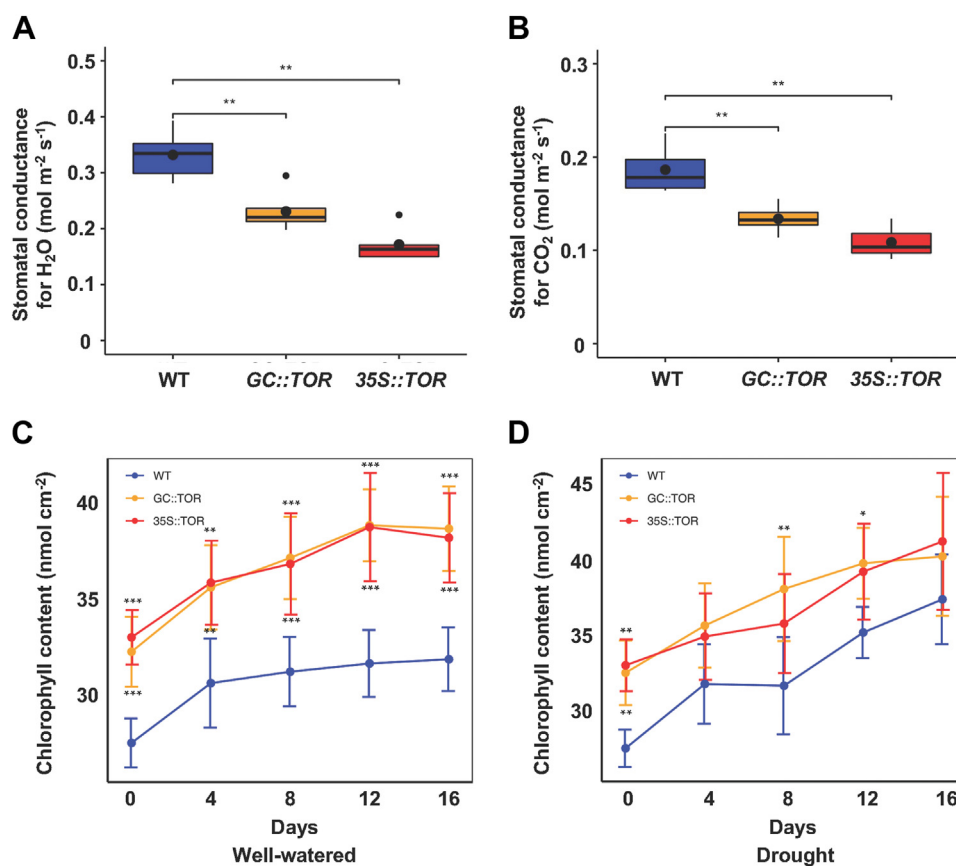 A
Stomatal conductance
for H₂O (mol m⁻² s⁻¹)
0.5
0.4
0.3
0.2
0.1
0
**
**
WT
GC::TOR
35S::TOR
B
Stomatal conductance
for CO₂ (mol m⁻² s⁻¹)
0.3
0.2
0.1
0
**
**
WT
GC::TOR
35S::TOR
C
Chlorophyll content (nmol cm⁻²)
40
35
30
WT
GC::TOR
35S::TOR
***
***
**
**
***
***
***
***
***
***
0 4 8 12 16
Days
Well-watered
D
Chlorophyll content (nmol cm⁻²)
45
40
35
30
WT
GC::TOR
35S::TOR
**
**
**
*
0 4 8 12 16
Days
Drought